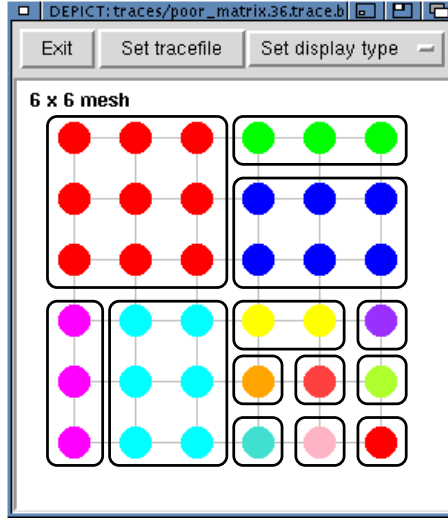 DEPICT: traces/poor_matrix.36.trace.b
Exit Set tracefile Set display type
6 x 6 mesh